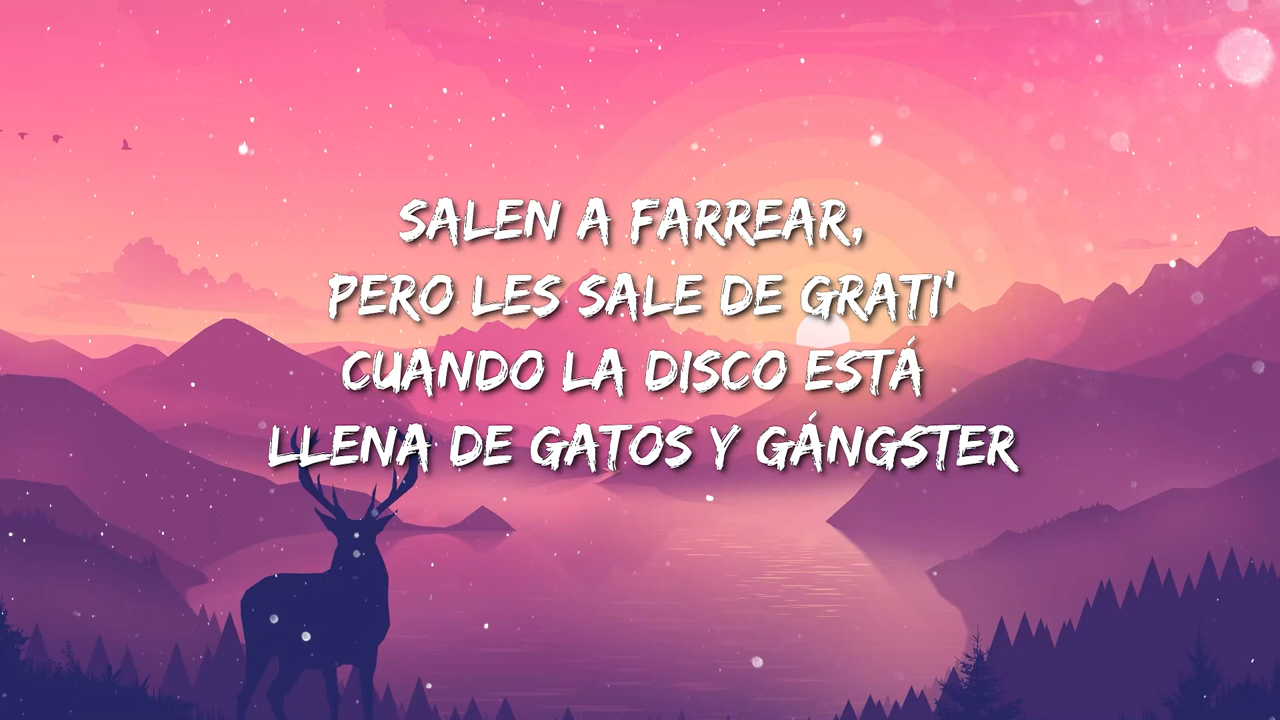 SALEN A FARREAR,
PERO LES SALE DE GRATI'
CUANDO LA DISCO ESTÁ
LLENA DE GATOS Y GÁNGSTER